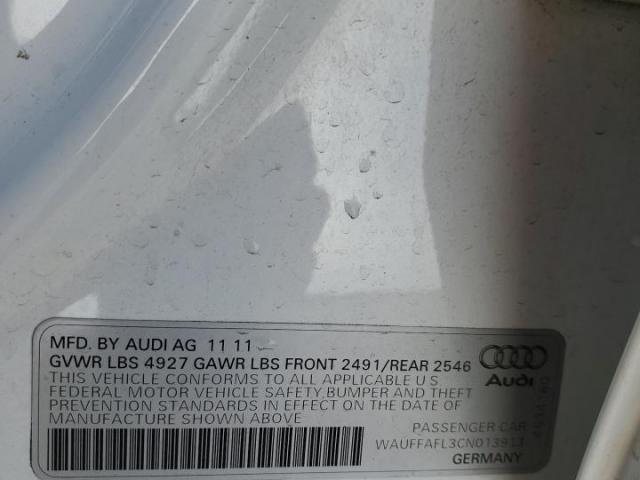 MFD. BY AUDI AG 11 11
GVWR LBS 4927 GAWR LBS FRONT 2491/REAR 2546
THIS VEHICLE CONFORMS TO ALL APPLICABLE U S
FEDERAL MOTOR VEHICLE SAFETY,BUMPER AND THEFT
PREVENTION STANDARDS IN EFFECT ON THE DATE OF
MANUFACTURE SHOWN ABOVE
Audi
PASSENGER CAR
WAUFFAFL3CN013913
GERMANY